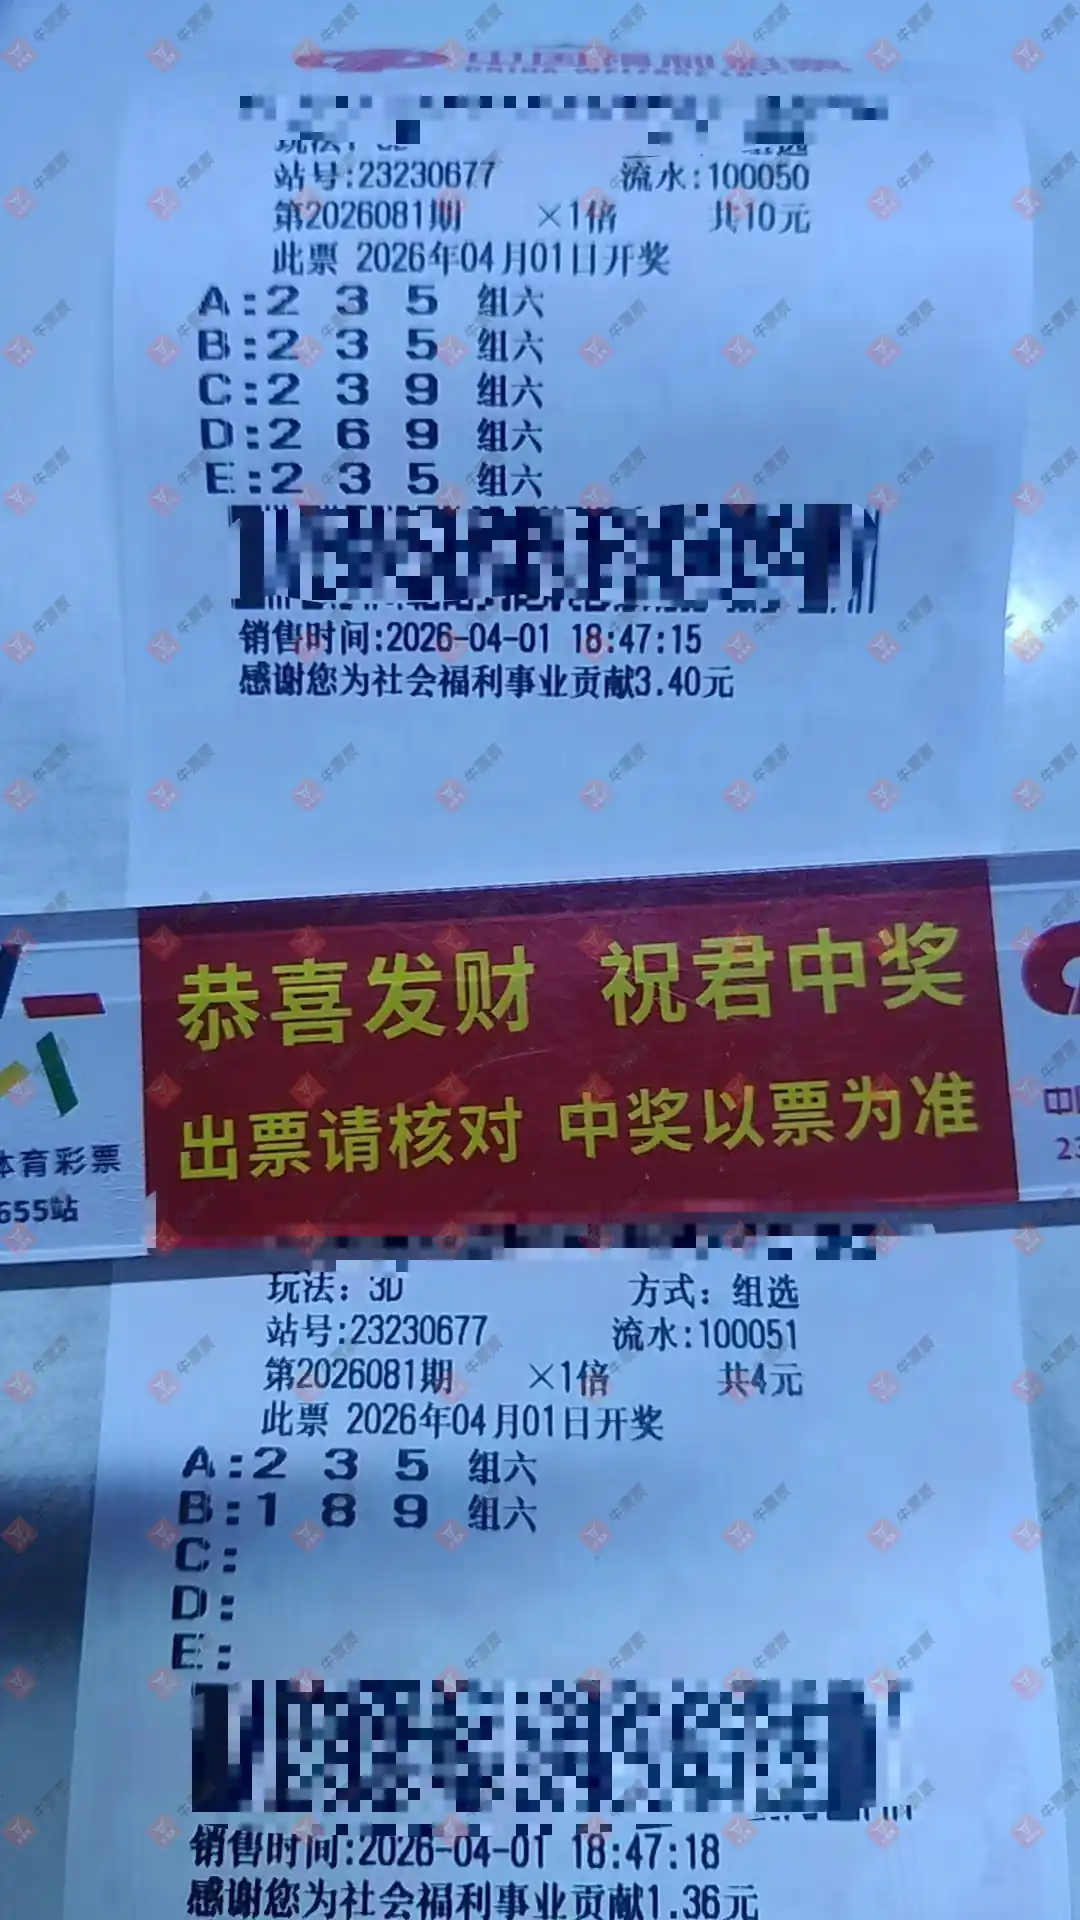 站号:23230677 流水:100050
第2026081期 ×1倍 共10元
此票 2026年04月01日开奖
A:2 3 5 组六
B:2 3 5 组六
C:2 3 9 组六
D:2 6 9 组六
E:2 3 5 组六
销售时间:2026-04-01 18:47:15
感谢您为社会福利事业贡献3.40元
恭喜发财 祝君中奖
出票请核对 中奖以票为准
体育彩票
655站
中
23
玩法：3D 方式：组选
站号:23230677 流水:100051
第2026081期 ×1倍 共4元
此票 2026年04月01日开奖
A:2 3 5 组六
B:1 8 9 组六
C:
D:
E:
销售时间:2026-04-01 18:47:18
感谢您为社会福利事业贡献1.36元